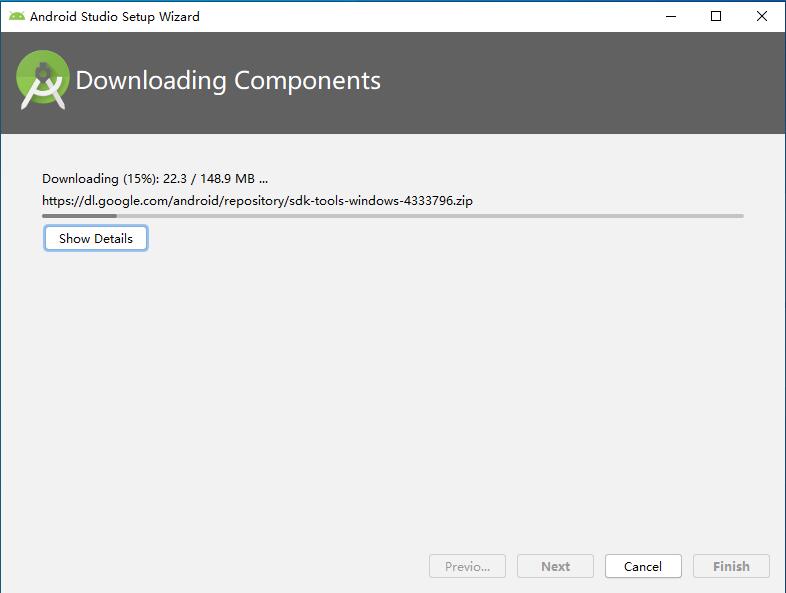 Android Studio Setup Wizard
Downloading Components
Downloading (15%): 22.3 / 148.9 MB ...
https://dl.google.com/android/repository/sdk-tools-windows-4333796.zip
Show Details
Previo... Next Cancel Finish